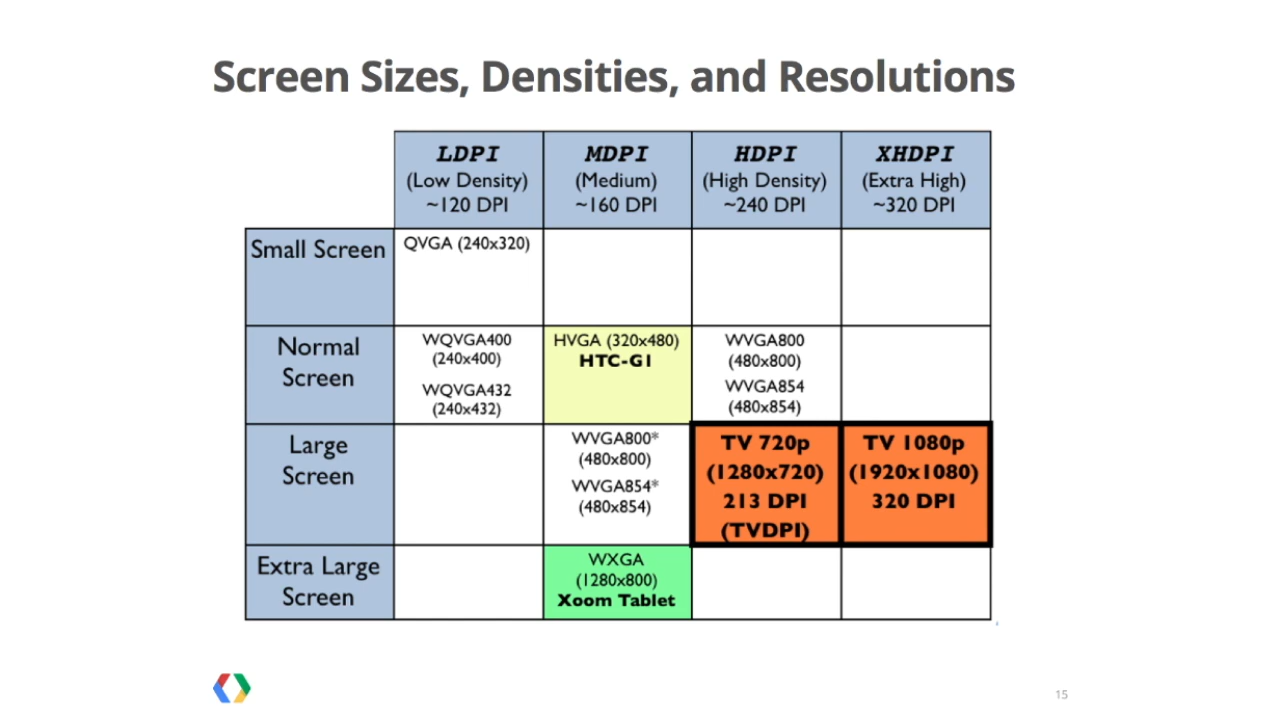 Screen Sizes, Densities, and Resolutions
LDPI
(Low Density)
~120 DPI
MDPI
(Medium)
~160 DPI
HDPI
(High Density)
~240 DPI
XHDPI
(Extra High)
~320 DPI
Small Screen
QVGA (240x320)
Normal
Screen
WQVGA400
(240x400)
WQVGA432
(240x432)
HVGA (320x480)
HTC-G1
WVGA800
(480x800)
WVGA854
(480x854)
Large
Screen
WVGA800*
(480x800)
WVGA854*
(480x854)
TV 720p
(1280x720)
213 DPI
(TVDPI)
TV 1080p
(1920x1080)
320 DPI
Extra Large
Screen
WXGA
(1280x800)
Xoom Tablet
15